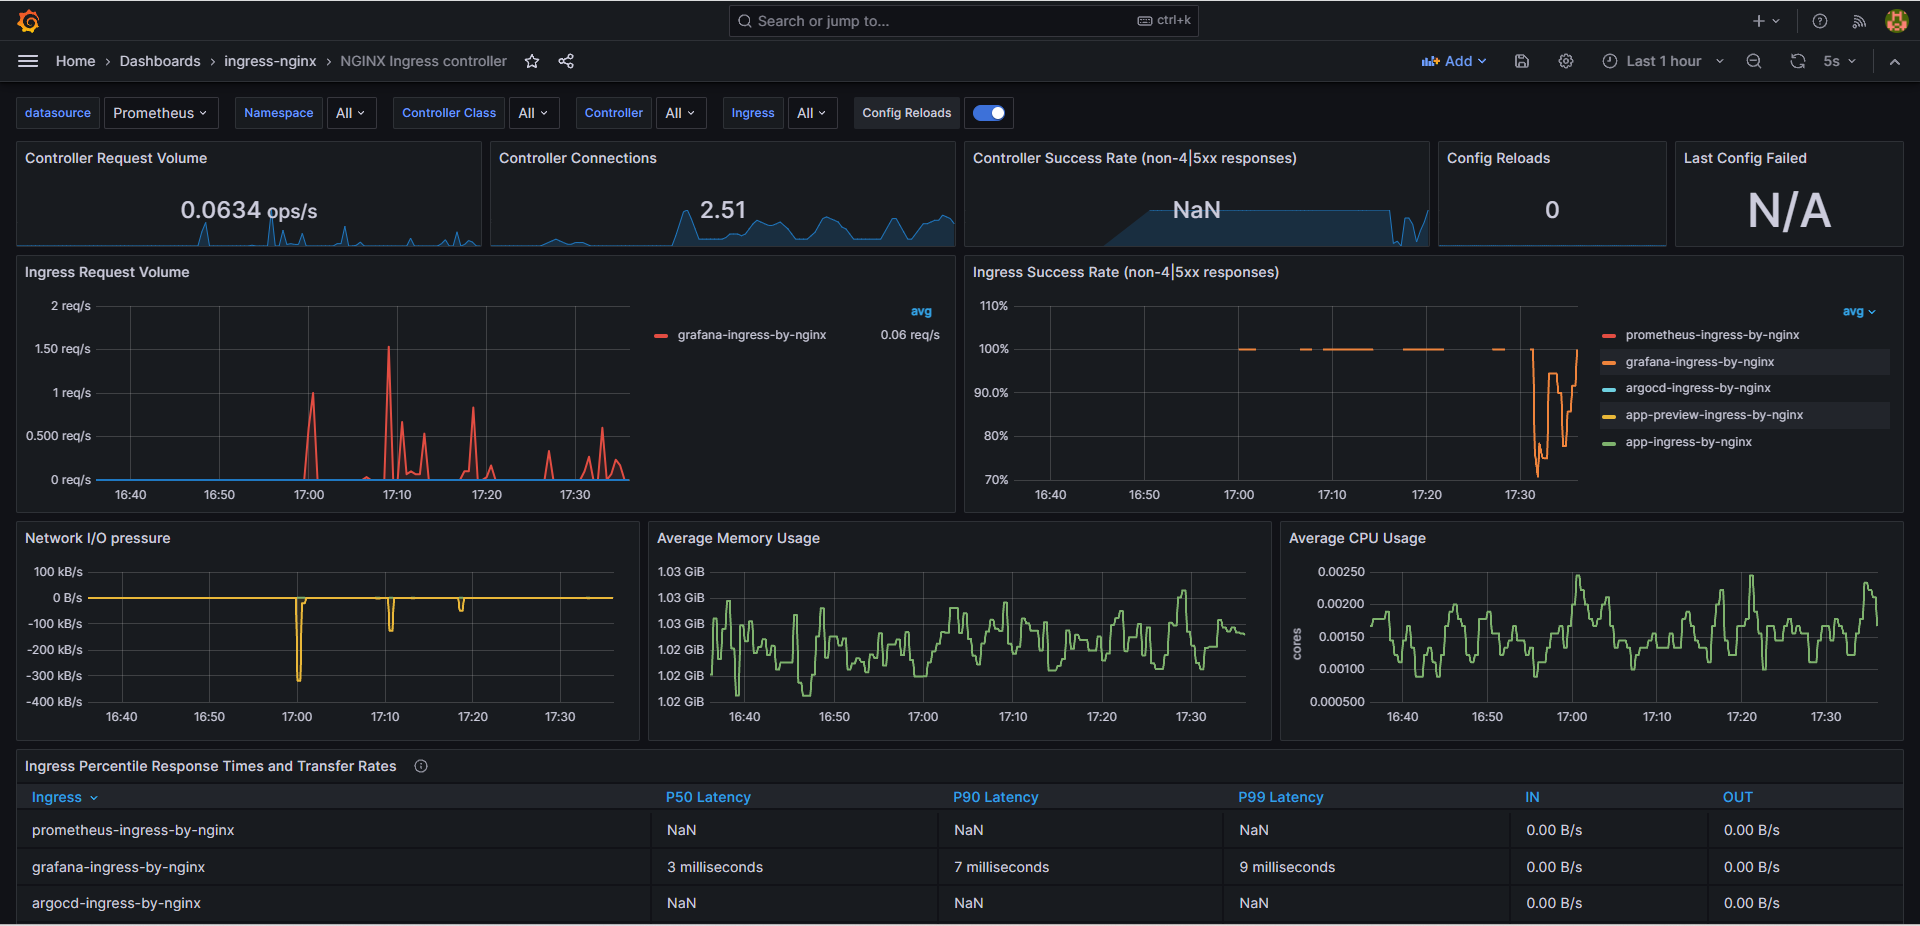 Search or jump to... ctrl+k
Home › Dashboards › ingress-nginx › NGINX Ingress controller
Add Last 1 hour 5s
datasource Prometheus Namespace All Controller Class All Controller All Ingress All Config Reloads
Controller Request Volume
0.0634 ops/s
Controller Connections
2.51
Controller Success Rate (non-4|5xx responses)
NaN
Config Reloads
0
Last Config Failed
N/A
Ingress Request Volume
2 req/s
1.50 req/s
1 req/s
0.500 req/s
0 req/s
16:40 16:50 17:00 17:10 17:20 17:30
avg
grafana-ingress-by-nginx 0.06 req/s
Ingress Success Rate (non-4|5xx responses)
110%
100%
90.0%
80%
70%
16:40 16:50 17:00 17:10 17:20 17:30
avg
prometheus-ingress-by-nginx
grafana-ingress-by-nginx
argocd-ingress-by-nginx
app-preview-ingress-by-nginx
app-ingress-by-nginx
Network I/O pressure
100 kB/s
0 B/s
-100 kB/s
-200 kB/s
-300 kB/s
-400 kB/s
16:40 16:50 17:00 17:10 17:20 17:30
Average Memory Usage
1.03 GiB
1.03 GiB
1.03 GiB
1.02 GiB
1.02 GiB
1.02 GiB
16:40 16:50 17:00 17:10 17:20 17:30
Average CPU Usage
cores
0.00250
0.00200
0.00150
0.00100
0.000500
16:40 16:50 17:00 17:10 17:20 17:30
Ingress Percentile Response Times and Transfer Rates
Ingress P50 Latency P90 Latency P99 Latency IN OUT
prometheus-ingress-by-nginx NaN NaN NaN 0.00 B/s 0.00 B/s
grafana-ingress-by-nginx 3 milliseconds 7 milliseconds 9 milliseconds 0.00 B/s 0.00 B/s
argocd-ingress-by-nginx NaN NaN NaN 0.00 B/s 0.00 B/s